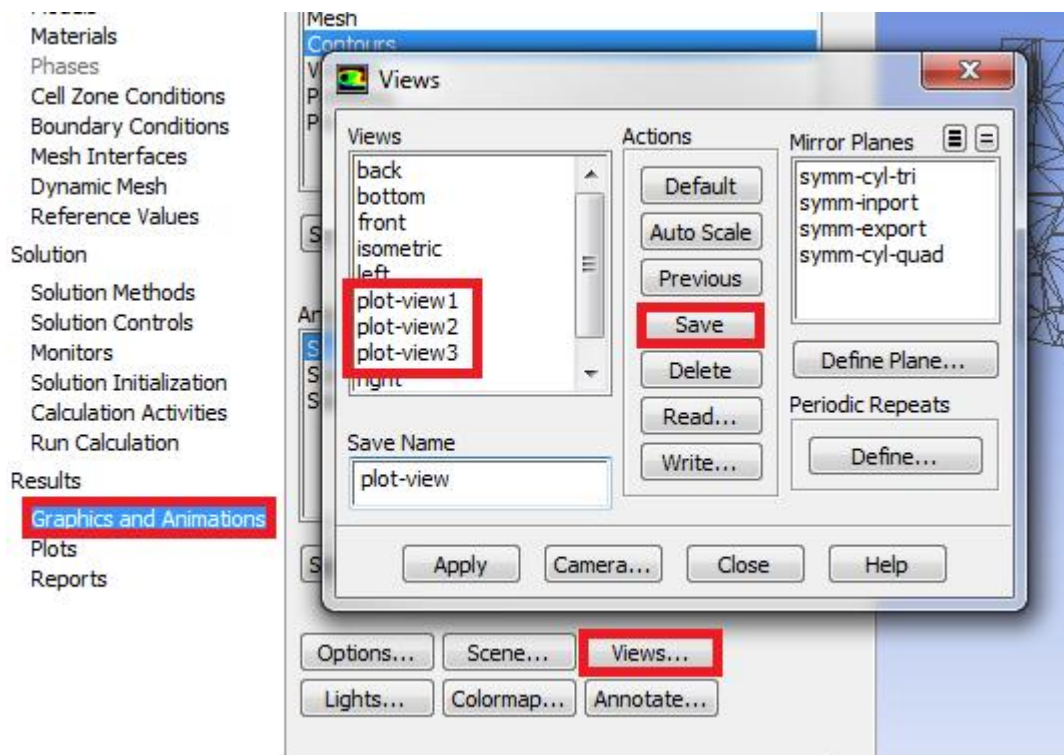 Materials
Phases
Cell Zone Conditions
Boundary Conditions
Mesh Interfaces
Dynamic Mesh
Reference Values
Solution
Solution Methods
Solution Controls
Monitors
Solution Initialization
Calculation Activities
Run Calculation
Results
Graphics and Animations
Plots
Reports
Mesh
Contours
Views
Views
back
bottom
front
isometric
left
plot-view1
plot-view2
plot-view3
right
Save Name
plot-view
Actions
Default
Auto Scale
Previous
Save
Delete
Read...
Write...
Mirror Planes
symm-cyl-tri
symm-inport
symm-export
symm-cyl-quad
Define Plane...
Periodic Repeats
Define...
Apply Camera... Close Help
Options... Scene... Views...
Lights... Colormap... Annotate...